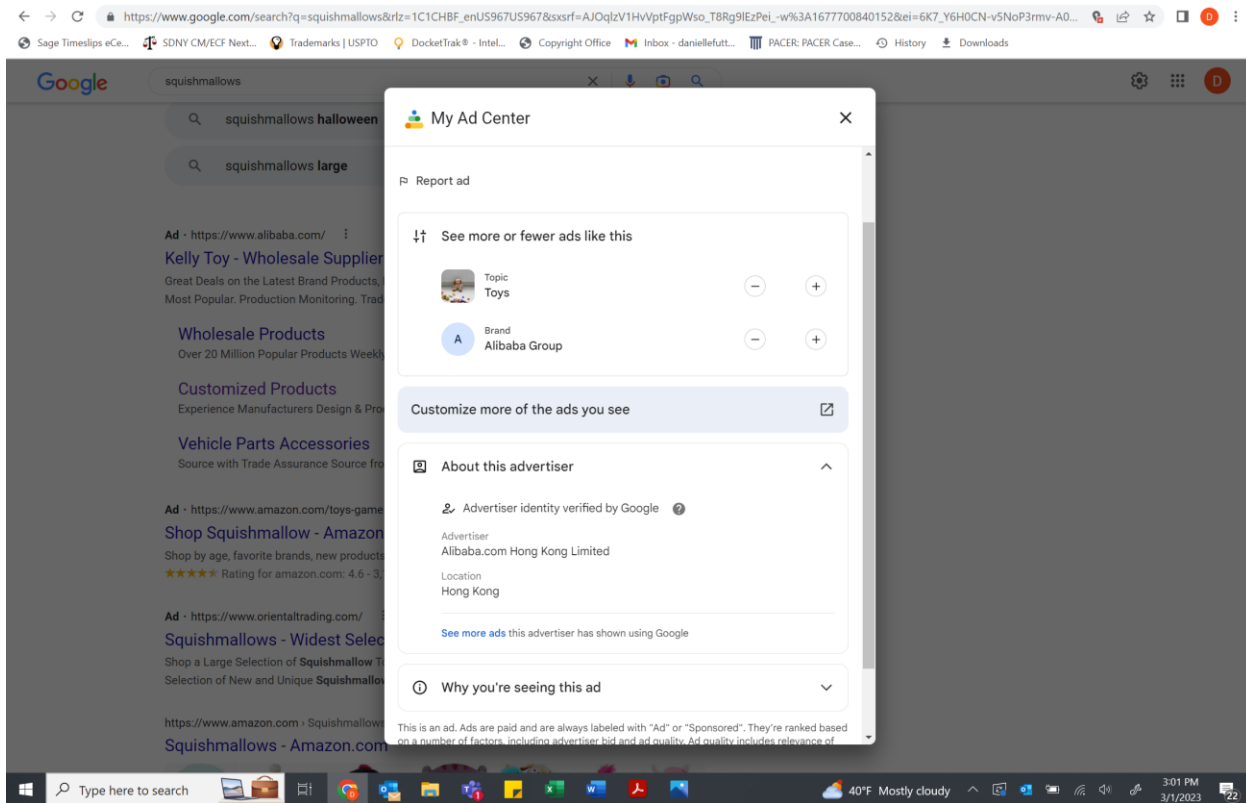 https://www.google.com/search?q=squishmallows&rlz=1C1CHBF_enUS967US967&sxsrf=AJOqlzV1HvVptFgpWso_T8Rg9lEzPei_-w%3A1677700840152&ei=6K7_Y6H0CN-v5NoP3rmv-A0...
D
Sage Timeslips eCe... SDNY CM/ECF Next... Trademarks | USPTO DocketTrak® - Intel... Copyright Office Inbox - daniellefutt... PACER: PACER Case... History Downloads
Google squishmallows D
squishmallows halloween
squishmallows large
Ad · https://www.alibaba.com/
Kelly Toy - Wholesale Supplier
Great Deals on the Latest Brand Products,
Most Popular. Production Monitoring. Trad
Wholesale Products
Over 20 Million Popular Products Weekly
Customized Products
Experience Manufacturers Design & Pro
Vehicle Parts Accessories
Source with Trade Assurance Source fro
Ad · https://www.amazon.com/toys-game
Shop Squishmallow - Amazon
Shop by age, favorite brands, new products
Rating for amazon.com: 4.6 - 3,
Ad · https://www.orientaltrading.com/
Squishmallows - Widest Selec
Shop a Large Selection of Squishmallow T
Selection of New and Unique Squishmallo
https://www.amazon.com › Squishmallows
Squishmallows - Amazon.com
My Ad Center
Report ad
See more or fewer ads like this
Topic
Toys
A
Brand
Alibaba Group
Customize more of the ads you see
About this advertiser
Advertiser identity verified by Google
Advertiser
Alibaba.com Hong Kong Limited
Location
Hong Kong
See more ads this advertiser has shown using Google
Why you're seeing this ad
This is an ad. Ads are paid and are always labeled with "Ad" or "Sponsored". They're ranked based
on a number of factors, including advertiser bid and ad quality. Ad quality includes relevance of
Type here to search
40°F Mostly cloudy
3:01 PM
3/1/2023
22